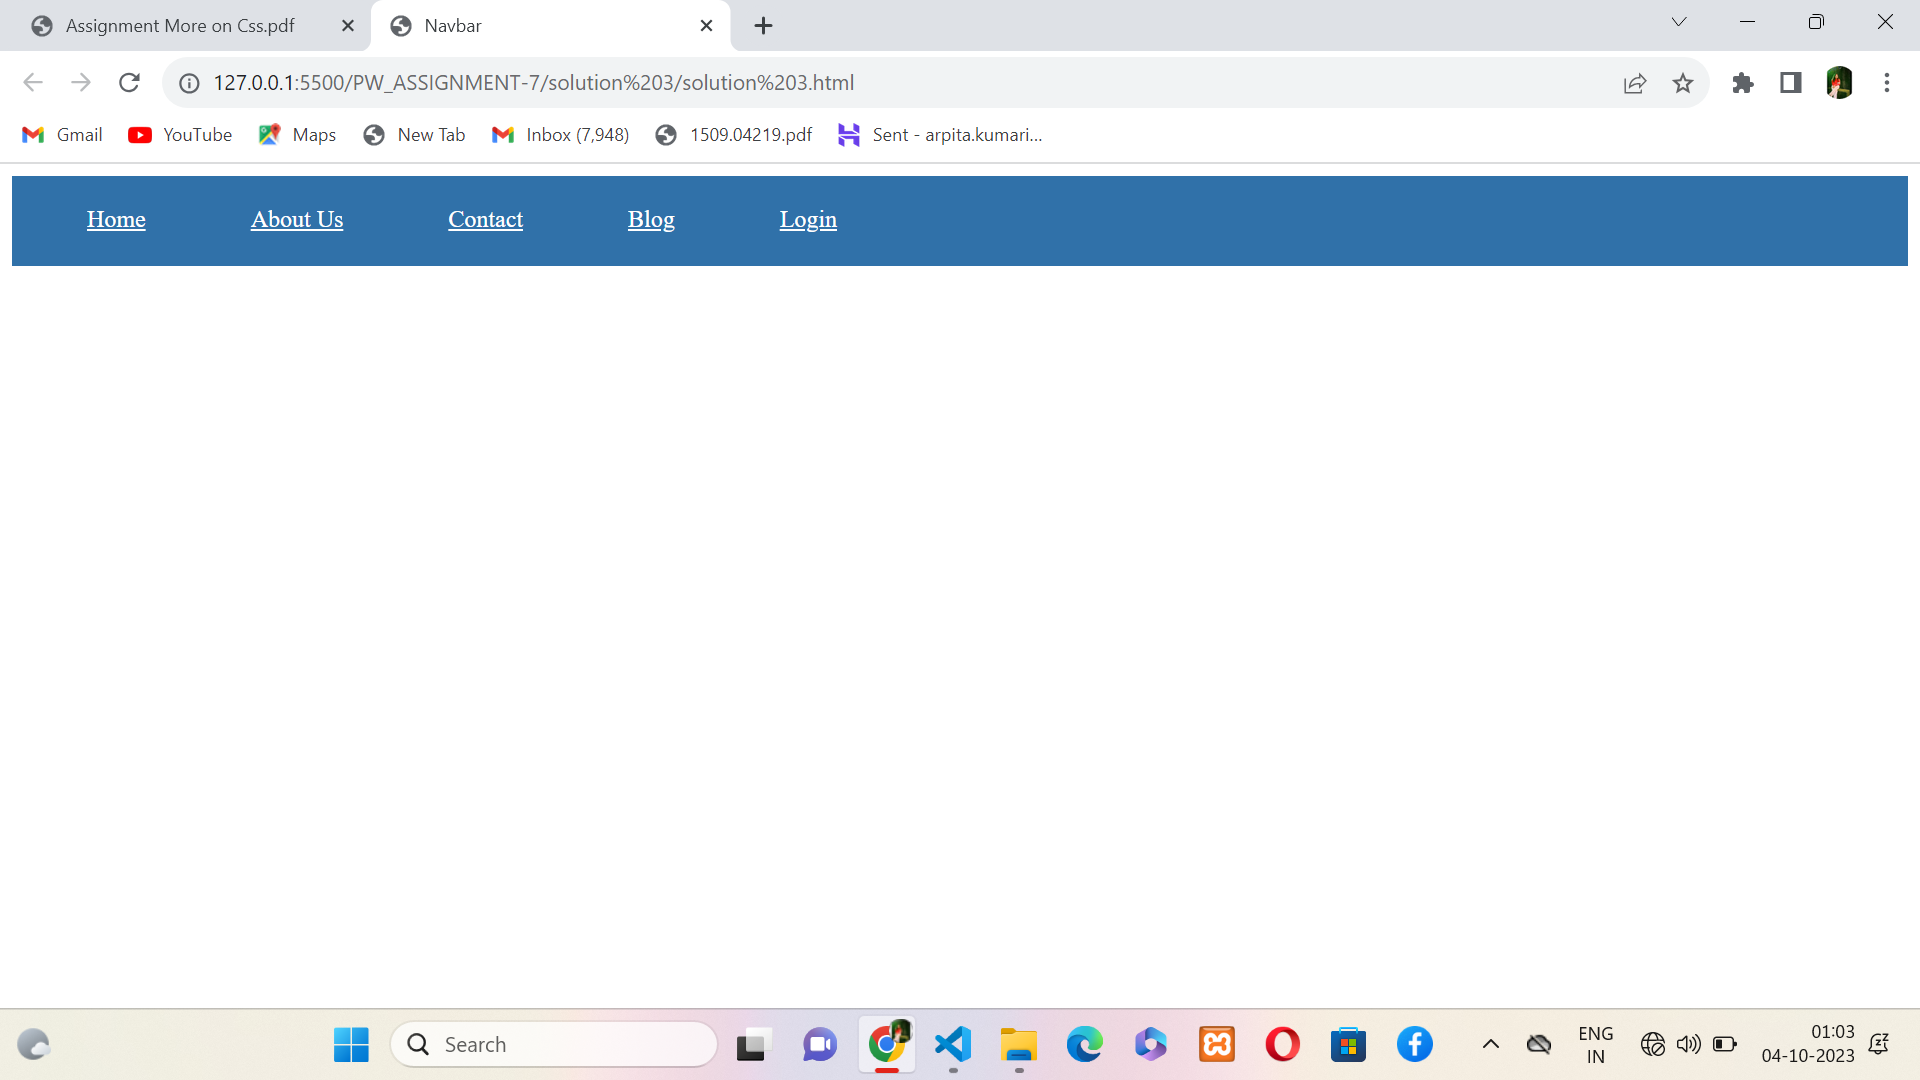 Assignment More on Css.pdf
Navbar
127.0.0.1:5500/PW_ASSIGNMENT-7/solution%203/solution%203.html
Gmail
YouTube
Maps
New Tab
Inbox (7,948)
1509.04219.pdf
Sent - arpita.kumari...
Home
About Us
Contact
Blog
Login
Search
ENG
IN
01:03
04-10-2023